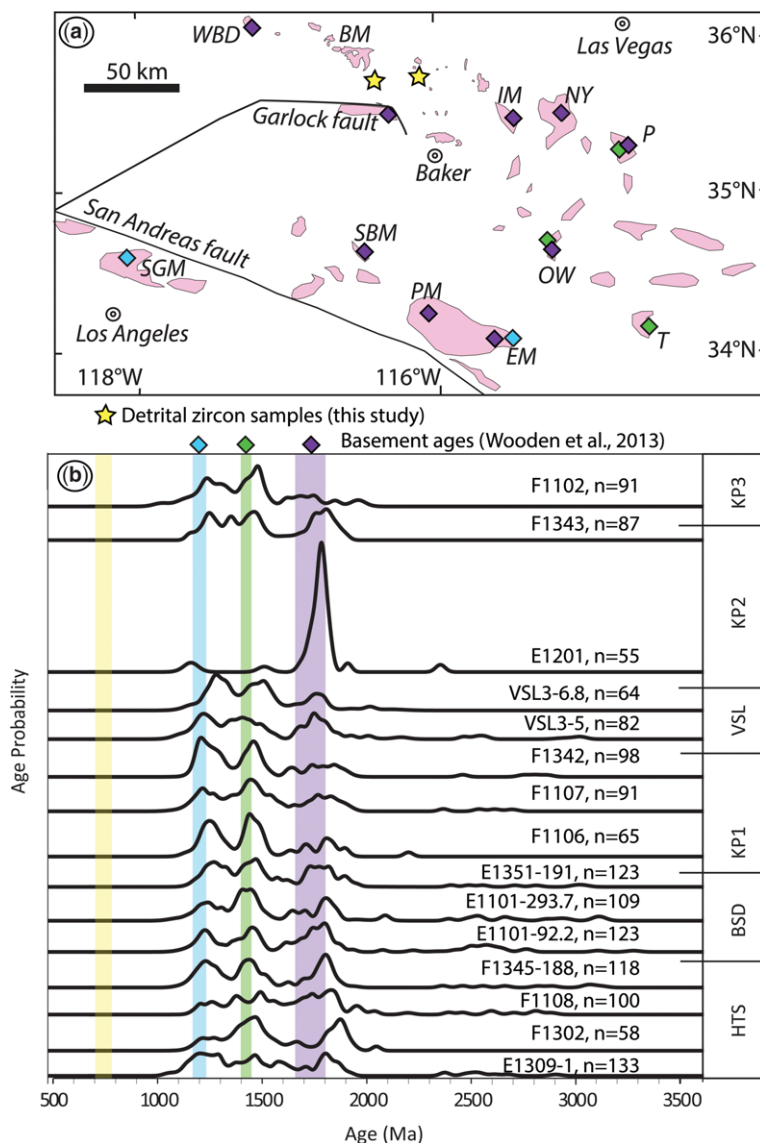 (a)
WBD
BM
Las Vegas
36°N
50 km
IM
NY
P
Garlock fault
Baker
35°N
San Andreas fault
SBM
SGM
OW
PM
Los Angeles
EM
T
34°N
118°W
116°W
Detrital zircon samples (this study)
Basement ages (Wooden et al., 2013)
(b)
F1102, n=91
KP3
F1343, n=87
KP2
E1201, n=55
VSL3-6.8, n=64
VSL
VSL3-5, n=82
F1342, n=98
F1107, n=91
F1106, n=65
KP1
E1351-191, n=123
E1101-293.7, n=109
BSD
E1101-92.2, n=123
F1345-188, n=118
F1108, n=100
HTS
F1302, n=58
E1309-1, n=133
Age Probability
500 1000 1500 2000 2500 3000 3500
Age (Ma)